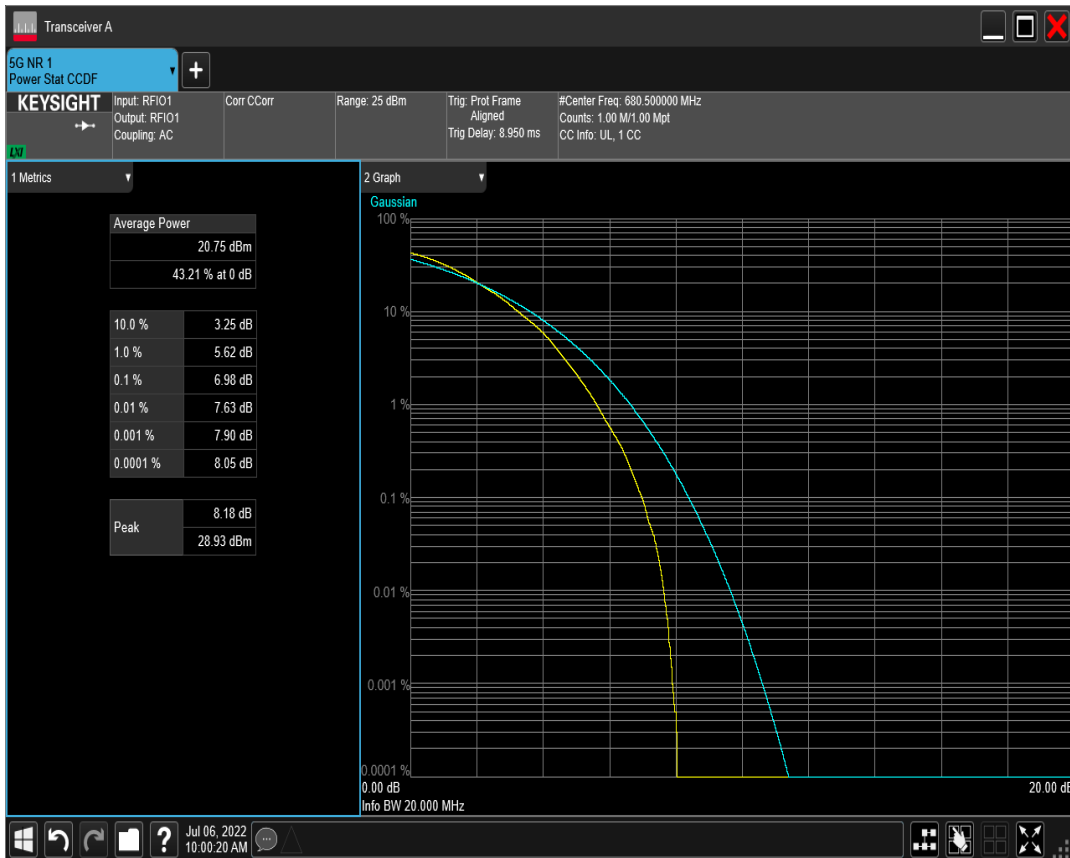 Transceiver A
5G NR 1
Power Stat CCDF
KEYSIGHT
LXI
Input: RFIO1
Output: RFIO1
Coupling: AC
Corr CCorr
Range: 25 dBm
Trig: Prot Frame
Aligned
Trig Delay: 8.950 ms
#Center Freq: 680.500000 MHz
Counts: 1.00 M/1.00 Mpt
CC Info: UL, 1 CC
1 Metrics
Average Power
20.75 dBm
43.21 % at 0 dB
10.0 % 3.25 dB
1.0 % 5.62 dB
0.1 % 6.98 dB
0.01 % 7.63 dB
0.001 % 7.90 dB
0.0001 % 8.05 dB
Peak
8.18 dB
28.93 dBm
2 Graph
Gaussian
100 %
10 %
1 %
0.1 %
0.01 %
0.001 %
0.0001 %
0.00 dB 20.00 dB
Info BW 20.000 MHz
?
Jul 06, 2022
10:00:20 AM